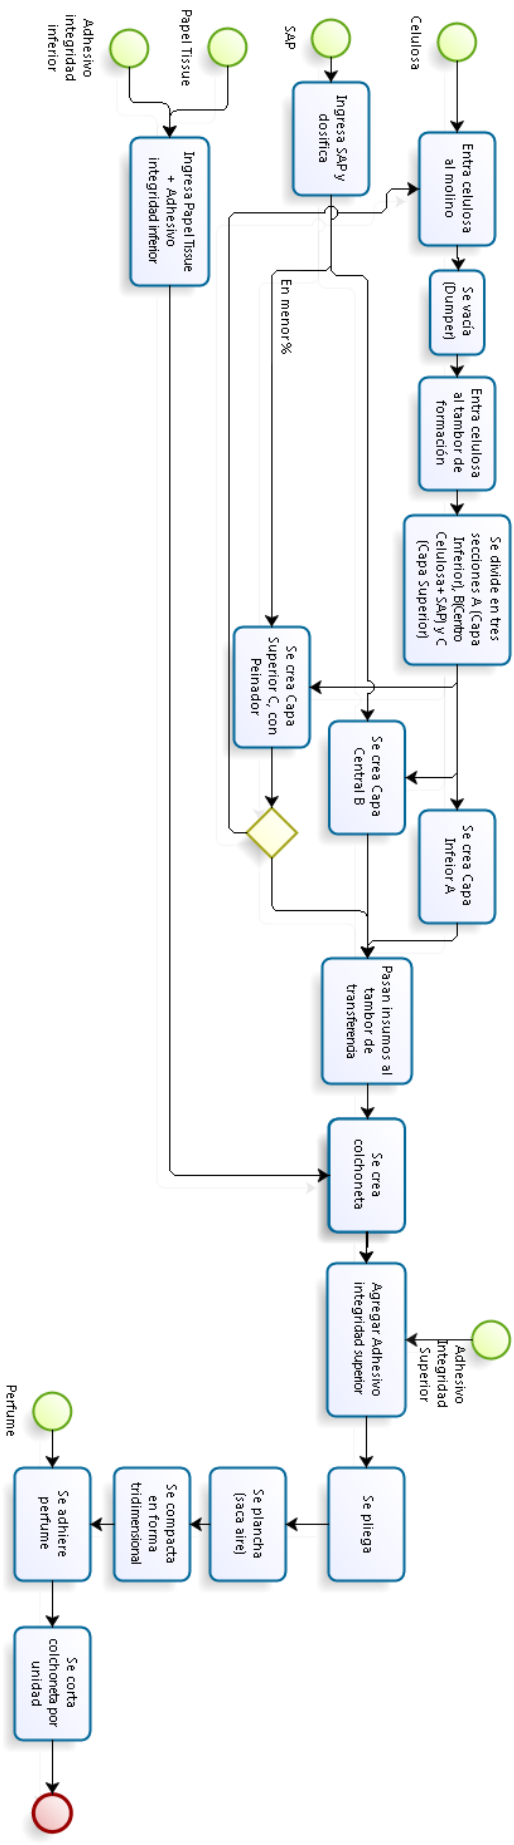 Celulosa
Entra celulosa
al molino
Se vacía
(Dumper)
Entra celulosa
al tambor de
formación
Se divide en tres
secciones A (Capa
Inferior), B(Centro
Celulosa+ SAP) y C
(Capa Superior)
Se crea Capa
Infeior A
SAP
Ingresa SAP y
dosifica
En menor %
Se crea Capa
Central B
Se crea Capa
Superior C, con
Peinador
Pasan insumos al
tambor de
transferencia
Papel Tissue
Adhesivo
integridad
inferior
Ingresa Papel Tissue
+ Adhesivo
integridad inferior
Se crea
colchoneta
Adhesivo
Integridad
Superior
Agregar Adhesivo
integridad superior
Se pliega
Se plancha
(saca aire)
Se compacta
en forma
tridimensional
Perfume
Se adhiere
perfume
Se corta
colchoneta por
unidad